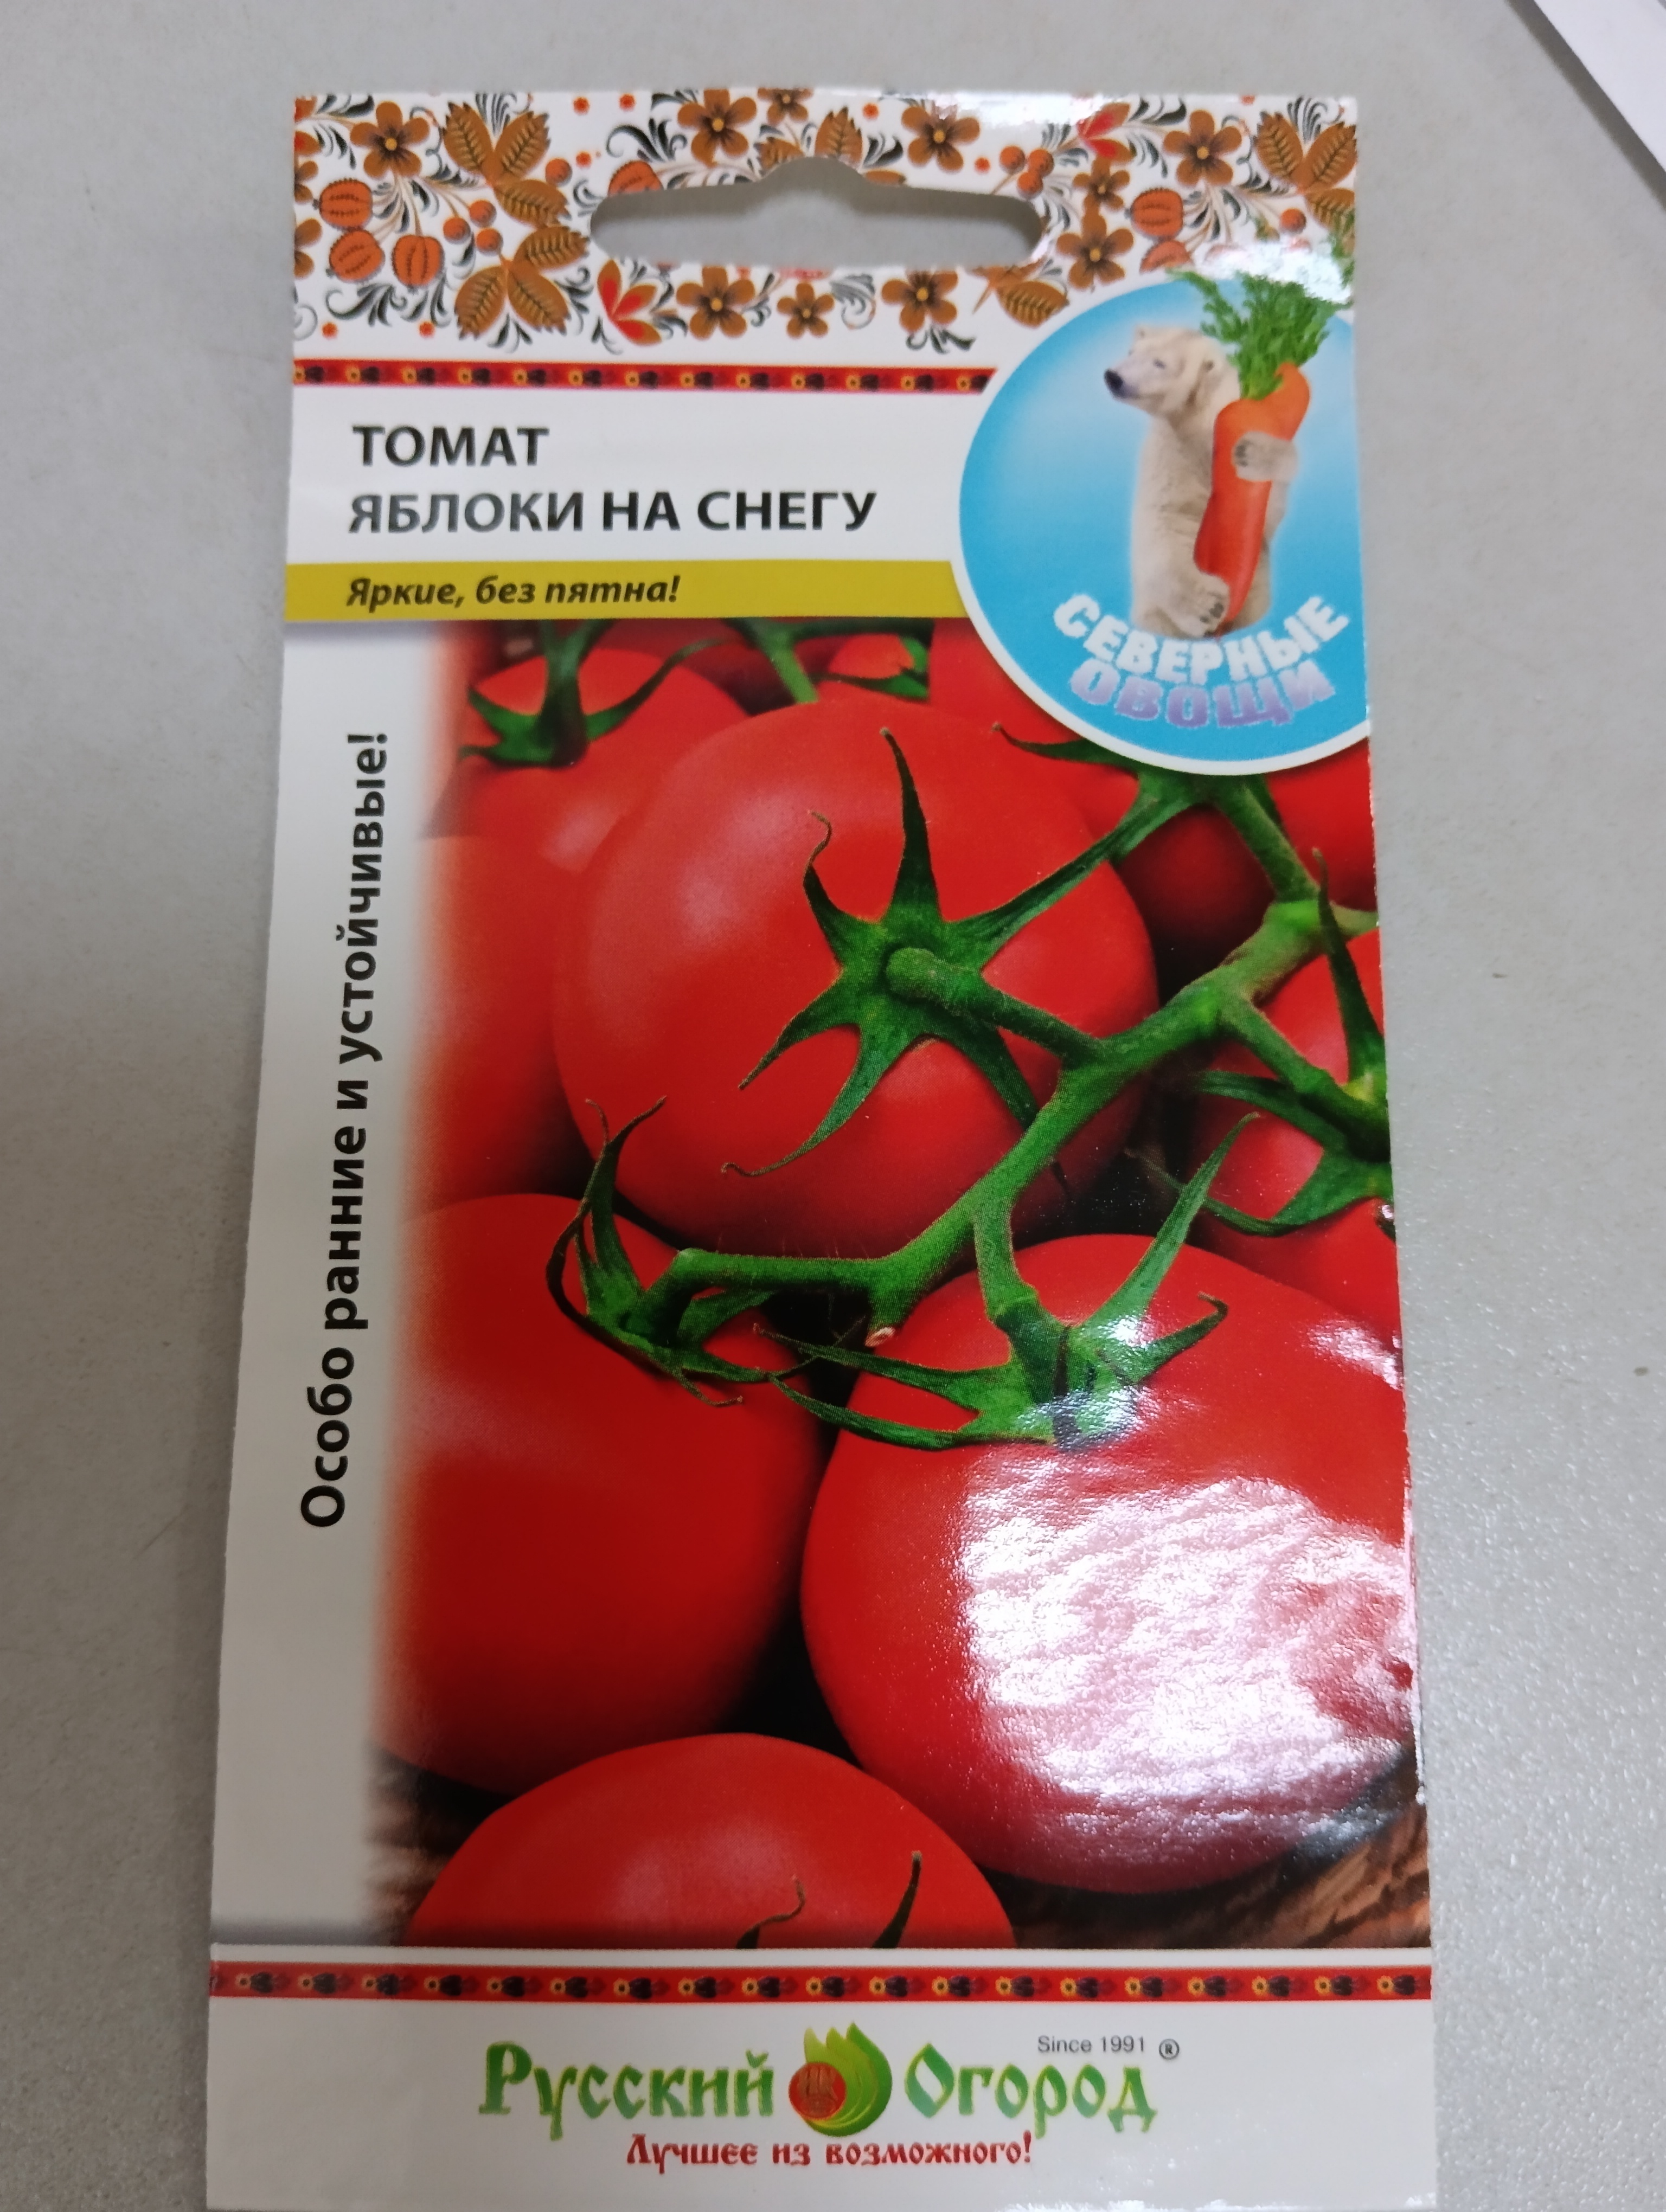 ТОМАТ
ЯБЛОКИ НА СНЕГУ
Яркие, без пятна!
СЕВЕРНЫЕ
ОВОЩИ
Особо ранние и устойчивые!
Since 1991 ®
Русский Огород
Лучшее из возможного!